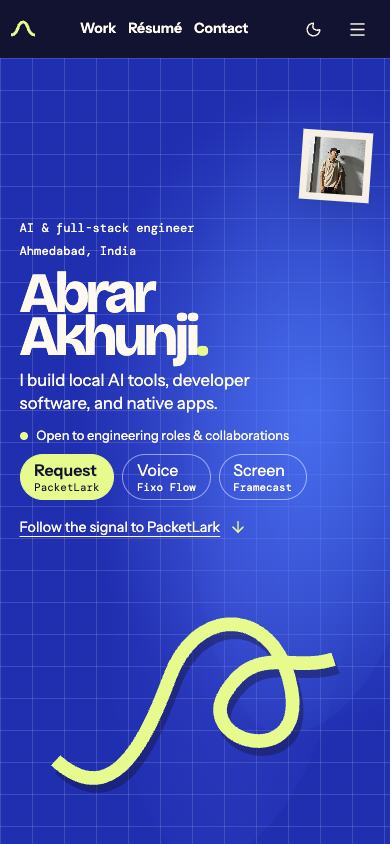 Work Résumé Contact
AI & full-stack engineer
Ahmedabad, India
Abrar
Akhunji.
I build local AI tools, developer
software, and native apps.
Open to engineering roles & collaborations
Request
PacketLark
Voice
Fixo Flow
Screen
Framecast
Follow the signal to PacketLark ↓